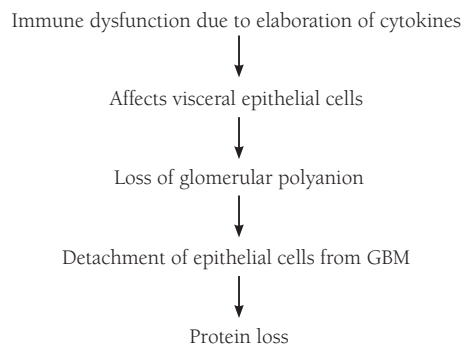 Immune dysfunction due to elaboration of cytokines
Affects visceral epithelial cells
Loss of glomerular polyanion
Detachment of epithelial cells from GBM
Protein loss